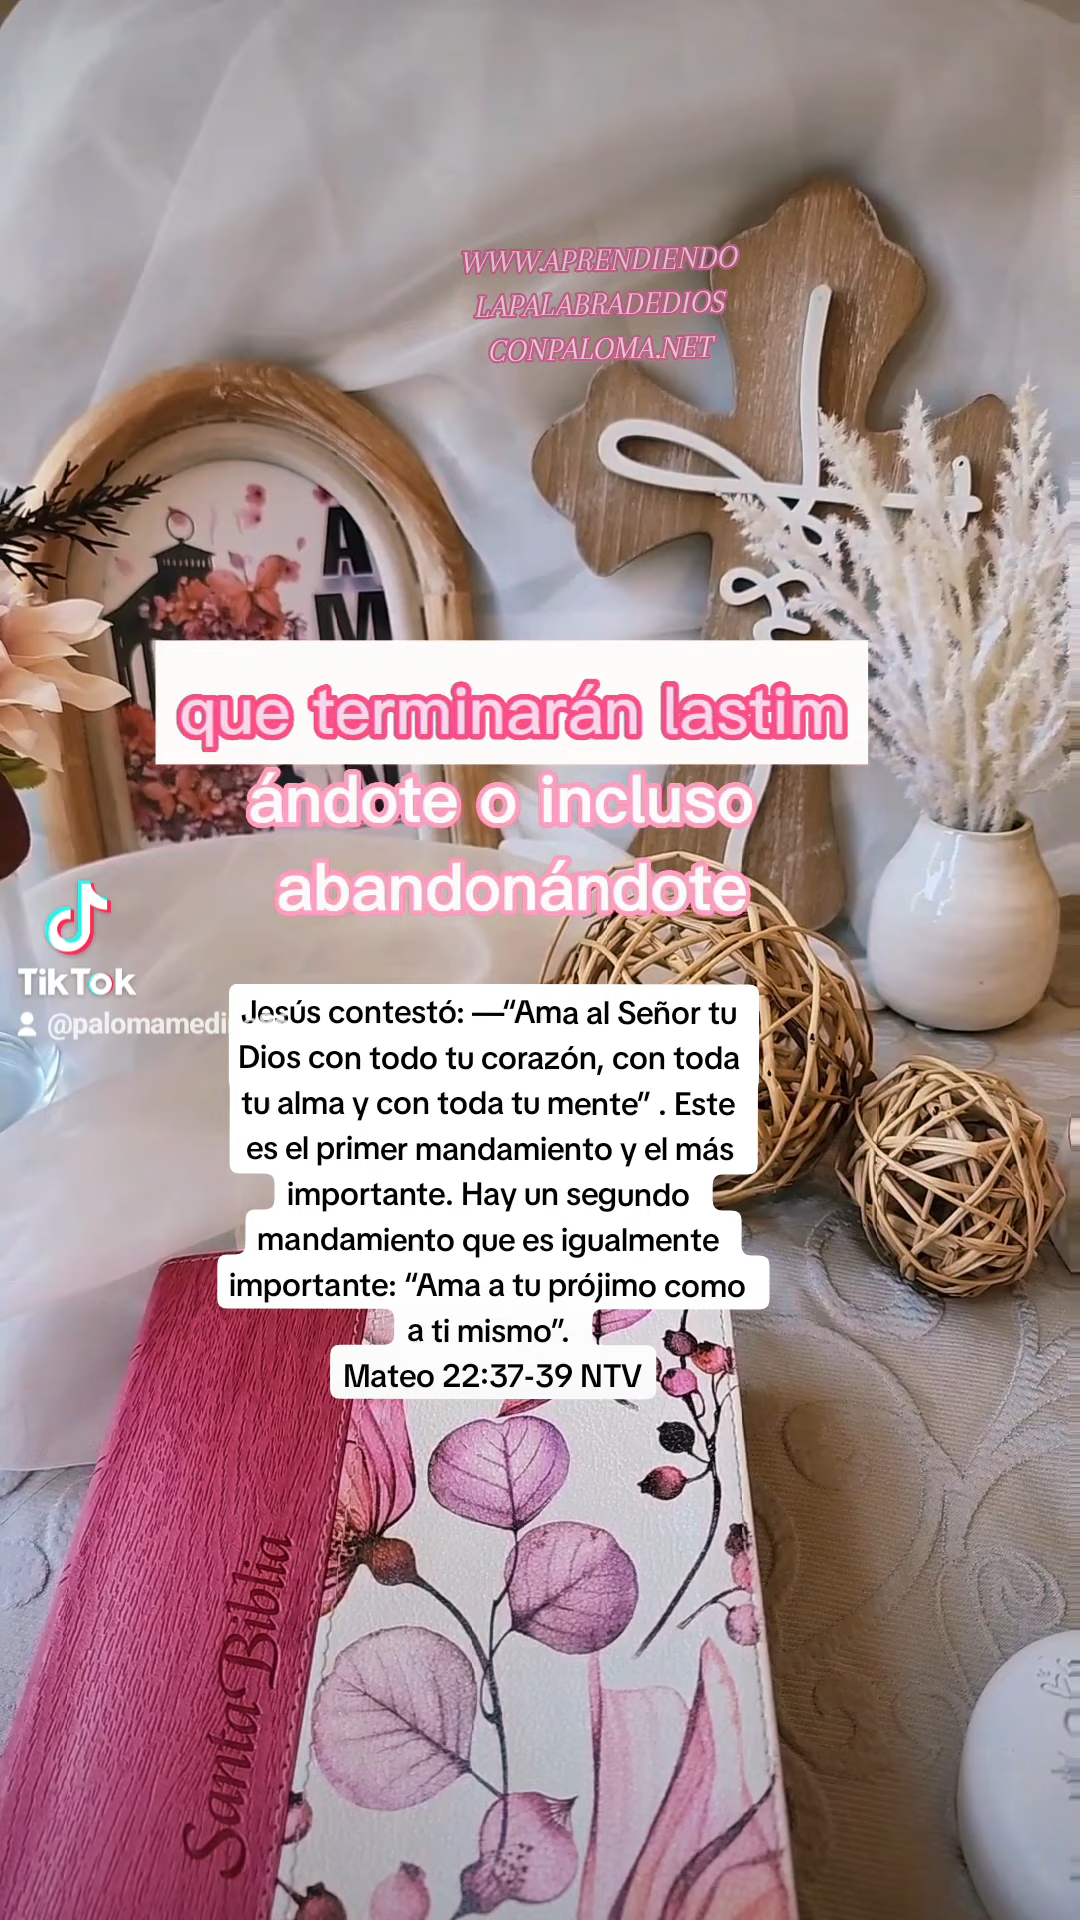 WWW.APRENDIENDO
LAPALABRADEDIOS
CONPALOMA.NET
AM
que terminarán lastim
ándote o incluso
abandonándote
TikTok
Jesús contestó: —“Ama al Señor tu
Dios con todo tu corazón, con toda
tu alma y con toda tu mente” . Este
es el primer mandamiento y el más
importante. Hay un segundo
mandamiento que es igualmente
importante: “Ama a tu prójimo como
a ti mismo”.
Mateo 22:37-39 NTV
Santa Biblia